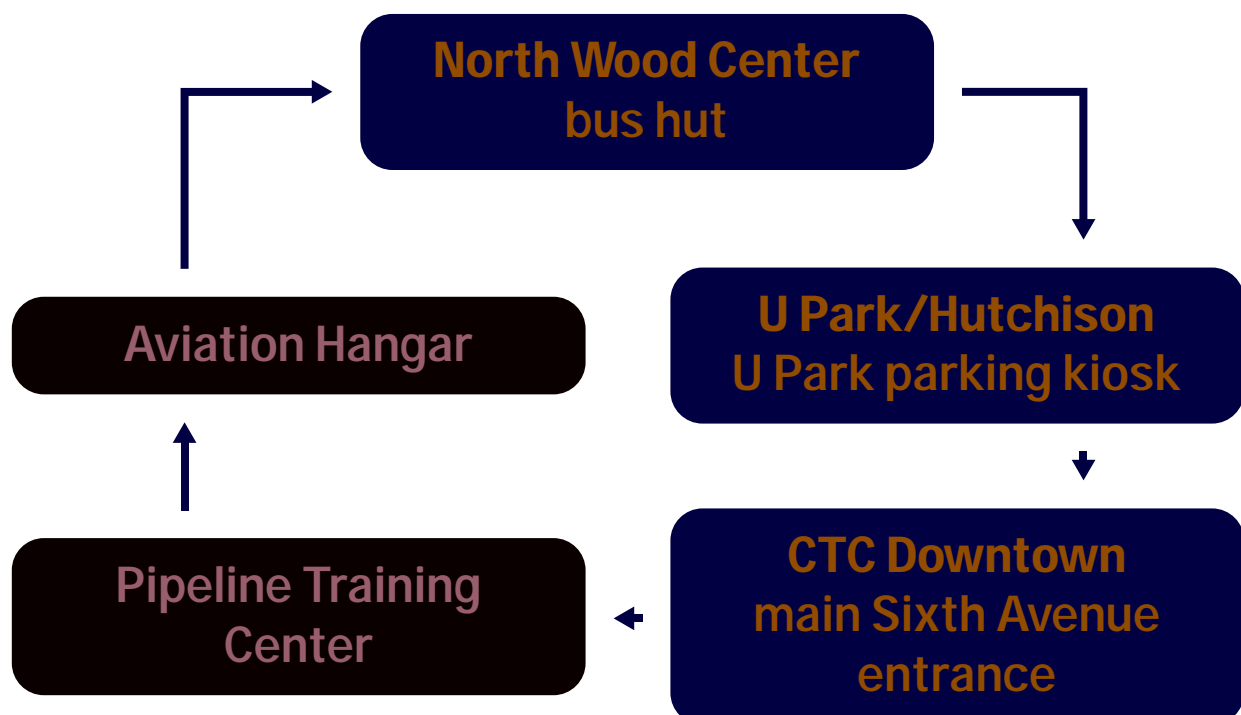 North Wood Center
bus hut
U Park/Hutchison
U Park parking kiosk
CTC Downtown
main Sixth Avenue
entrance
Pipeline Training
Center
Aviation Hangar